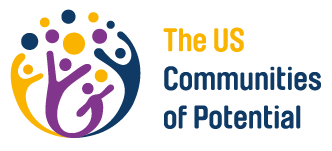 The US
Communities
of Potential